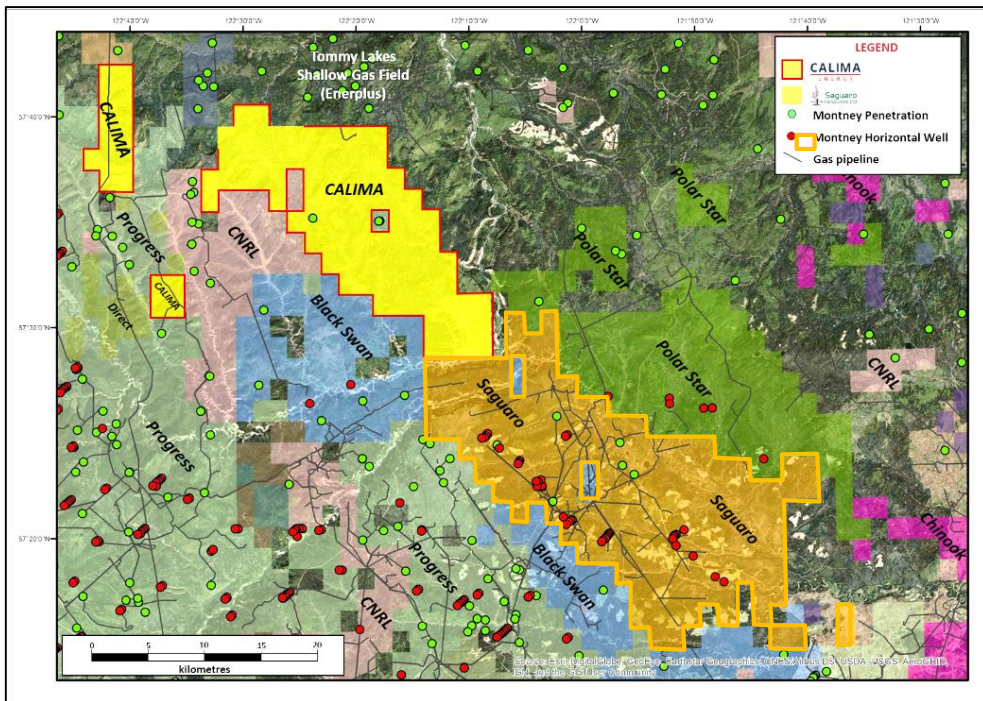 122°40'0"W 122°30'0"W 122°20'0"W 122°10'0"W 122°0'0"W 121°50'0"W 121°40'0"W 121°30'0"W
Tommy Lakes
Shallow Gas Field
(Enerplus)
LEGEND
CALIMA
ENERGY
Saguaro
Montney Penetration
Montney Horizontal Well
Gas pipeline
57°40'0"N
57°30'0"N
57°20'0"N
CALIMA
CALIMA
CALIMA
Progress
CNRL
Direct
Black Swan
Polar Star
Polar Star
Polar Star
Chinook
CNRL
Saguaro
Progress
Saguaro
Chinook
Black Swan
Progress
CNRL
0 5 10 15 20
kilometres
Source: Esri, DigitalGlobe, GeoEye, Earthstar Geographics, CNES/Airbus DS, USDA, USGS, AeroGRID,
IGN, and the GIS User Community